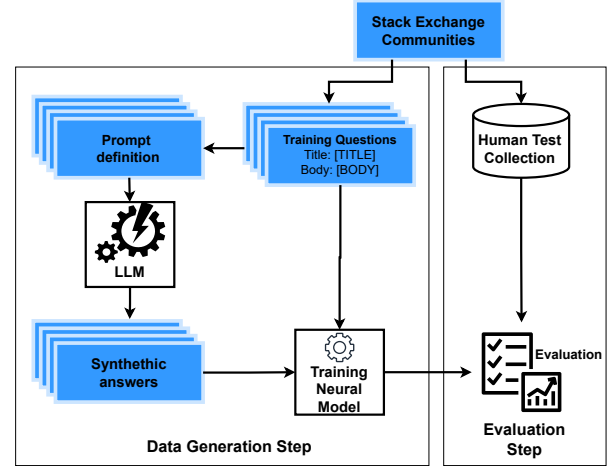 Stack Exchange
Communities
Prompt
definition
Training Questions
Title: [TITLE]
Body: [BODY]
Human Test
Collection
LLM
Synthethic
answers
Training
Neural
Model
Evaluation
Data Generation Step
Evaluation
Step